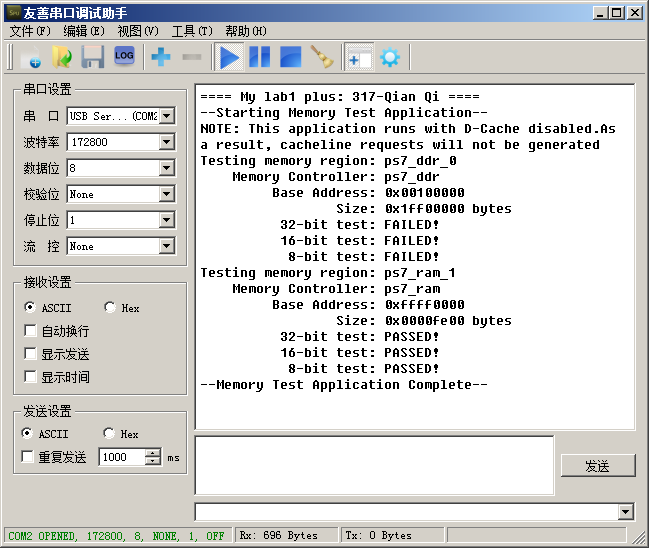 友善串口调试助手
文件(F) 编辑(E) 视图(V) 工具(T) 帮助(H)
LOG
串口设置
串 口 USB Ser...(COM2
波特率 172800
数据位 8
校验位 None
停止位 1
流 控 None
接收设置
ASCII Hex
自动换行
显示发送
显示时间
发送设置
ASCII Hex
重复发送 1000 ms
==== My lab1 plus: 317-Qian Qi ====
--Starting Memory Test Application--
NOTE: This application runs with D-Cache disabled.As
a result, cacheline requests will not be generated
Testing memory region: ps7_ddr_0
Memory Controller: ps7_ddr
Base Address: 0x00100000
Size: 0x1ff00000 bytes
32-bit test: FAILED!
16-bit test: FAILED!
8-bit test: FAILED!
Testing memory region: ps7_ram_1
Memory Controller: ps7_ram
Base Address: 0xffff0000
Size: 0x0000fe00 bytes
32-bit test: PASSED!
16-bit test: PASSED!
8-bit test: PASSED!
--Memory Test Application Complete--
发送
COM2 OPENED, 172800, 8, NONE, 1, OFF Rx: 696 Bytes Tx: 0 Bytes